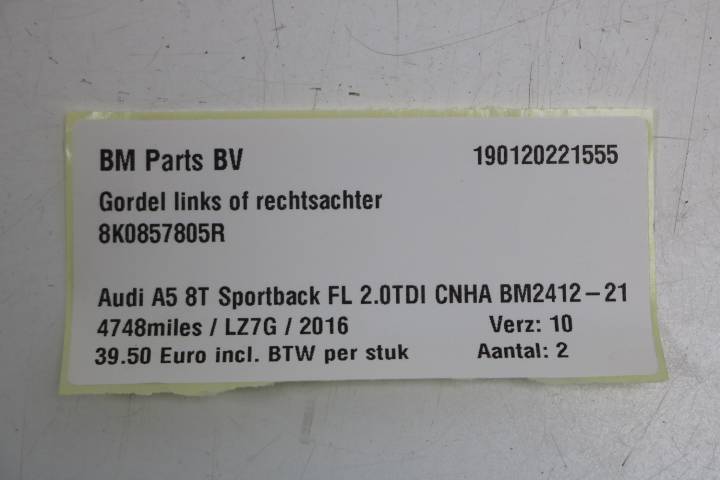 BM Parts BV 190120221555
Gordel links of rechtsachter
8K0857805R
Audi A5 8T Sportback FL 2.0TDI CNHA BM2412-21
4748miles / LZ7G / 2016 Verz: 10
39.50 Euro incl. BTW per stuk Aantal: 2